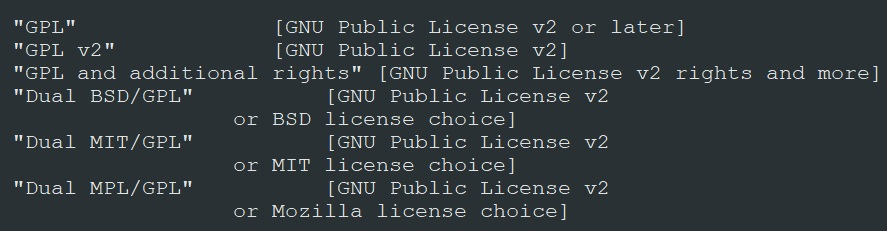 "GPL" [GNU Public License v2 or later]
"GPL v2" [GNU Public License v2]
"GPL and additional rights" [GNU Public License v2 rights and more]
"Dual BSD/GPL" [GNU Public License v2
or BSD license choice]
"Dual MIT/GPL" [GNU Public License v2
or MIT license choice]
"Dual MPL/GPL" [GNU Public License v2
or Mozilla license choice]